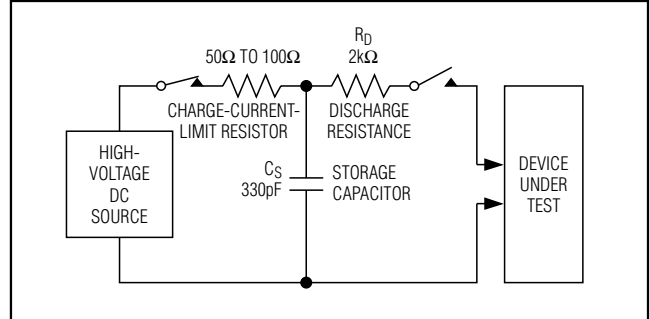 R_D
50Ω TO 100Ω
2kΩ
CHARGE-CURRENT-
LIMIT RESISTOR
DISCHARGE
RESISTANCE
HIGH-
VOLTAGE
DC
SOURCE
C_S
330pF
STORAGE
CAPACITOR
DEVICE
UNDER
TEST